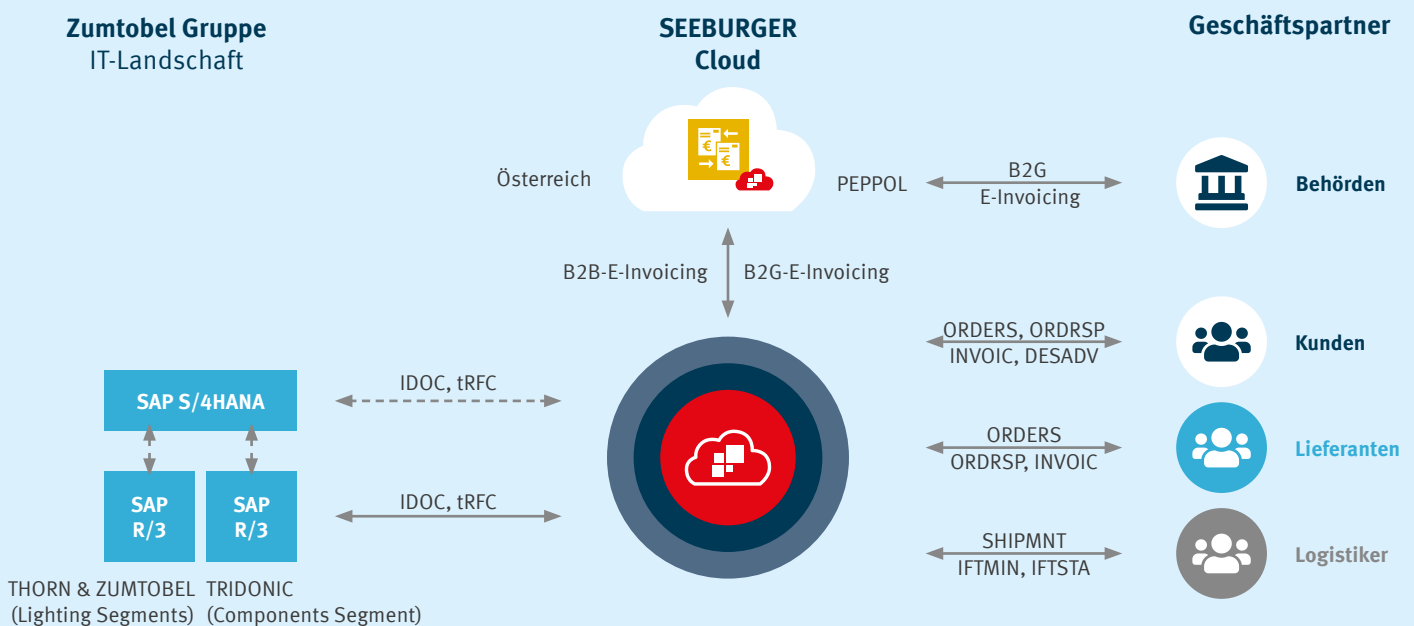 Zumtobel Gruppe
IT-Landschaft
SEEBURGER
Cloud
Geschäftspartner
€
€
Österreich
PEPPOL
B2G
E-Invoicing
Behörden
B2B-E-Invoicing
B2G-E-Invoicing
ORDERS, ORDRSP
INVOIC, DESADV
Kunden
SAP S/4HANA
IDOC, tRFC
ORDERS
ORDRSP, INVOIC
Lieferanten
SAP
R/3
SAP
R/3
IDOC, tRFC
SHIPMNT
IFTMIN, IFTSTA
Logistiker
THORN & ZUMTOBEL
(Lighting Segments)
TRIDONIC
(Components Segment)